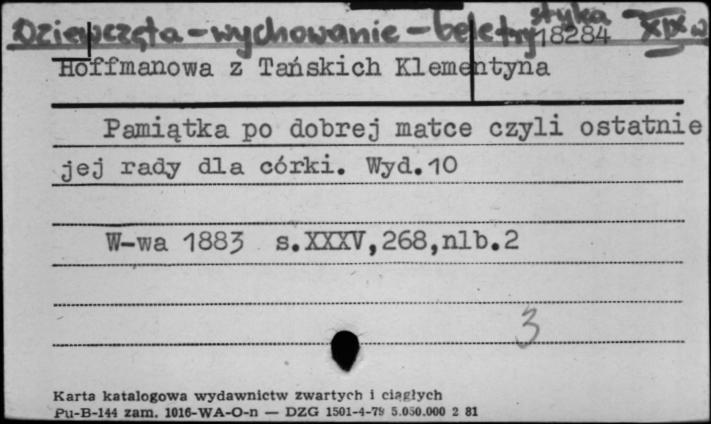 Dziewczęta – wychowanie – beletrystyka XIX w
18284
Hoffmanowa z Tańskich Klementyna
Pamiątka po dobrej matce czyli ostatnie
jej rady dla córki. Wyd.10
W-wa 1883 s.XXXV,268,nlb.2
3
Karta katalogowa wydawnictw zwartych i ciągłych
Pu-B-144 zam. 1016-WA-O-n — DZG 1501-4-79 5.050.000 2 81